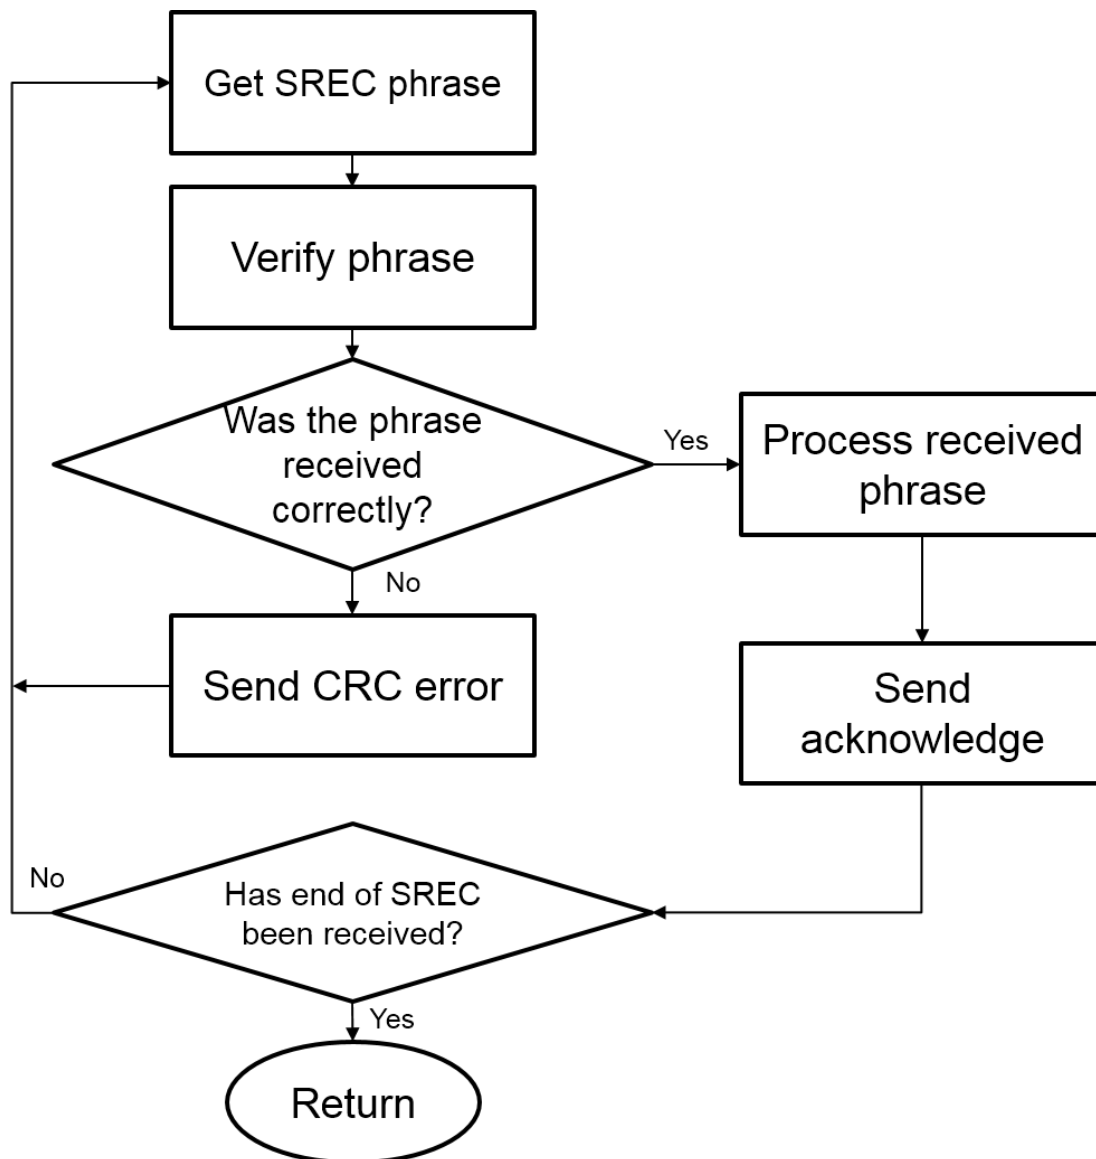 Get SREC phrase
Verify phrase
Was the phrase
received
correctly?
Yes
Process received
phrase
No
Send CRC error
Send
acknowledge
No
Has end of SREC
been received?
Yes
Return